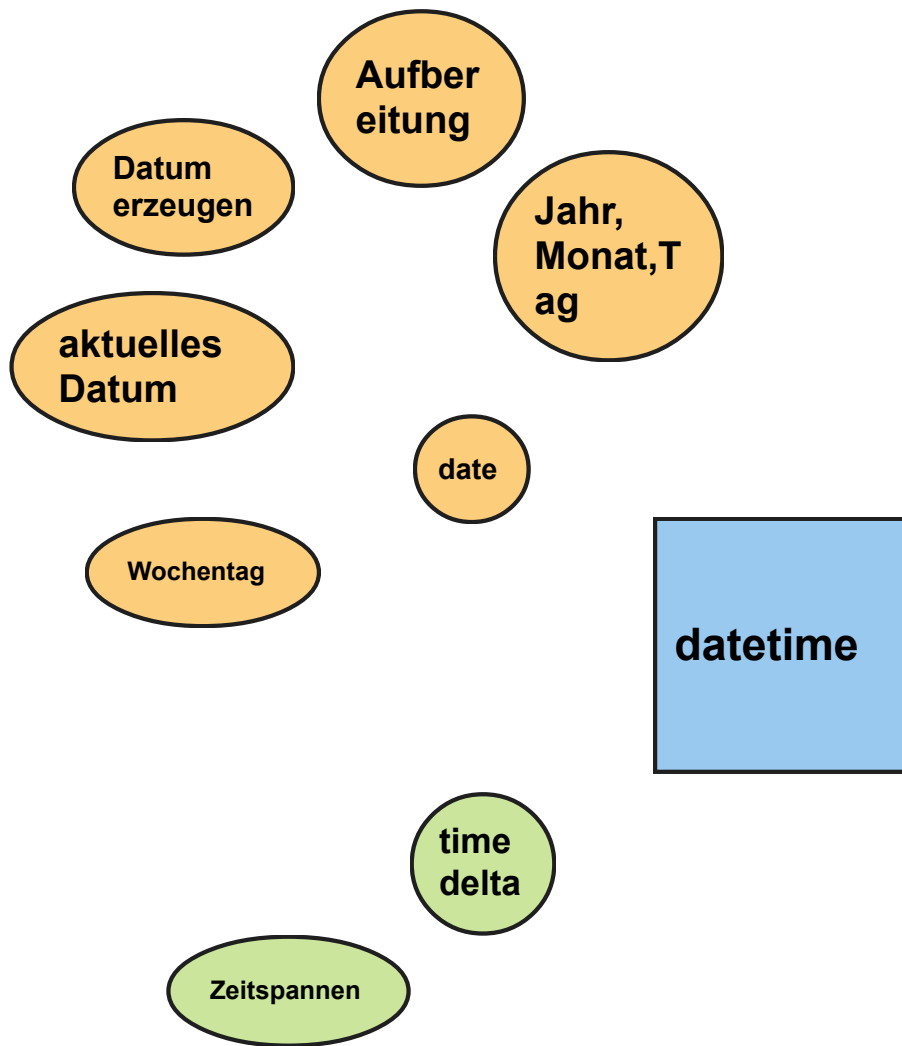 Aufber
eitung
Datum
erzeugen
Jahr,
Monat,T
ag
aktuelles
Datum
date
Wochentag
datetime
time
delta
Zeitspannen